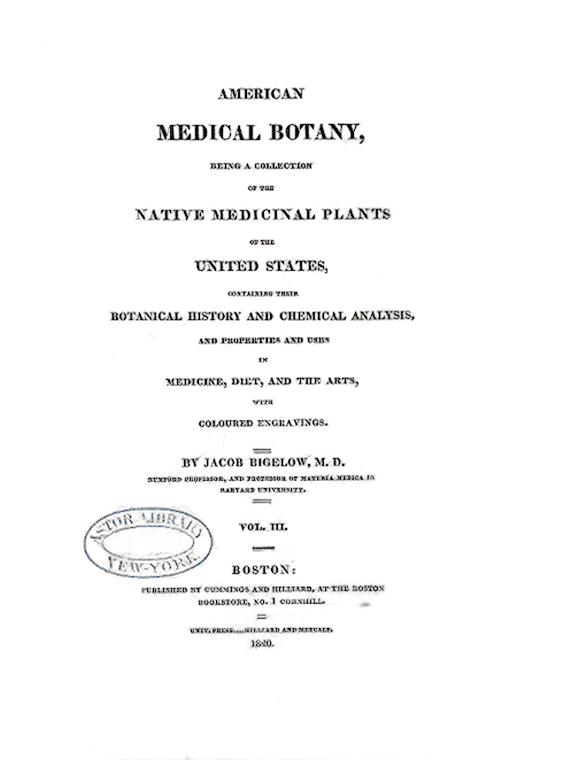 AMERICAN
MEDICAL BOTANY,
BEING A COLLECTION
OF THE
NATIVE MEDICINAL PLANTS
OF THE
UNITED STATES,
CONTAINING THEIR
BOTANICAL HISTORY AND CHEMICAL ANALYSIS,
AND PROPERTIES AND USES
IN
MEDICINE, DIET, AND THE ARTS,
WITH
COLOURED ENGRAVINGS.
BY JACOB BIGELOW, M. D.
RUMFORD PROFESSOR, AND PROFESSOR OF MATERIA MEDICA IN
HARVARD UNIVERSITY.
VOL. III.
ASTOR LIBRARY
NEW-YORK.
BOSTON:
PUBLISHED BY CUMMINGS AND HILLIARD, AT THE BOSTON
BOOKSTORE, NO. 1 CORNHILL.
UNIV. PRESS....HILLIARD AND METCALF.
1820.